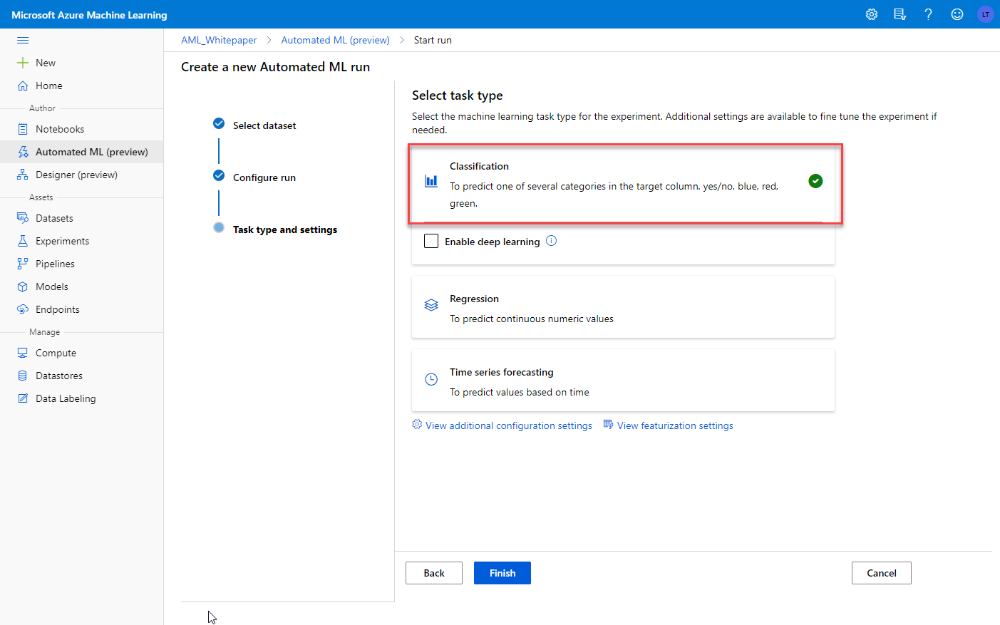 Microsoft Azure Machine Learning
LT
AML_Whitepaper > Automated ML (preview) > Start run
New
Home
Author
Notebooks
Automated ML (preview)
Designer (preview)
Assets
Datasets
Experiments
Pipelines
Models
Endpoints
Manage
Compute
Datastores
Data Labeling
Create a new Automated ML run
Select dataset
Configure run
Task type and settings
Select task type
Select the machine learning task type for the experiment. Additional settings are available to fine tune the experiment if
needed.
Classification
To predict one of several categories in the target column. yes/no, blue, red,
green.
Enable deep learning
Regression
To predict continuous numeric values
Time series forecasting
To predict values based on time
View additional configuration settings View featurization settings
Back Finish Cancel